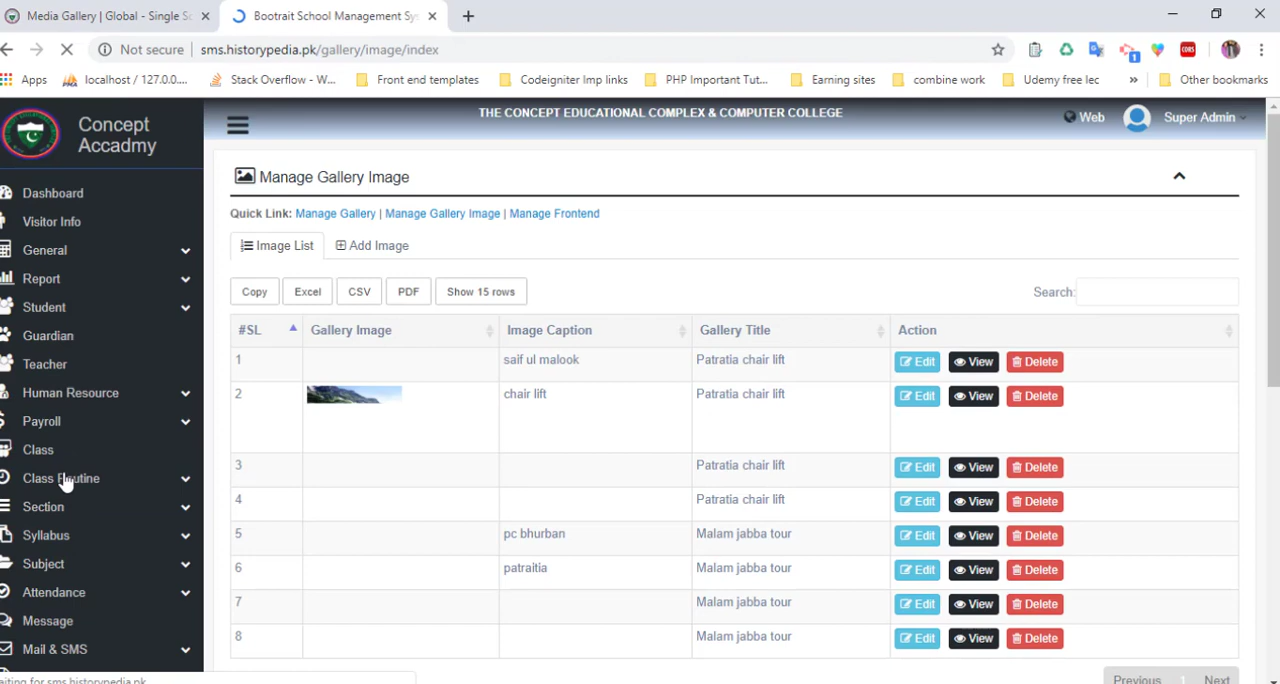 Media Gallery | Global - Single Sc
Bootrait School Management Sys
Not secure | sms.historypedia.pk/gallery/image/index
Apps localhost / 127.0.0.... Stack Overflow - W... Front end templates Codeigniter Imp links PHP Important Tut... Earning sites combine work Udemy free lec » Other bookmarks
Concept
Accadmy
THE CONCEPT EDUCATIONAL COMPLEX & COMPUTER COLLEGE
Web Super Admin
Dashboard
Visitor Info
General
Report
Student
Guardian
Teacher
Human Resource
Payroll
Class
Class Routine
Section
Syllabus
Subject
Attendance
Message
Mail & SMS
Manage Gallery Image
Quick Link: Manage Gallery | Manage Gallery Image | Manage Frontend
Image List Add Image
Copy Excel CSV PDF Show 15 rows Search:
#SL Gallery Image Image Caption Gallery Title Action
1 saif ul malook Patratia chair lift Edit View Delete
2 chair lift Patratia chair lift Edit View Delete
3 Patratia chair lift Edit View Delete
4 Patratia chair lift Edit View Delete
5 pc bhurban Malam jabba tour Edit View Delete
6 patraitia Malam jabba tour Edit View Delete
7 Malam jabba tour Edit View Delete
8 Malam jabba tour Edit View Delete
Previous 1 Next
aiting for sms.historypedia.pk